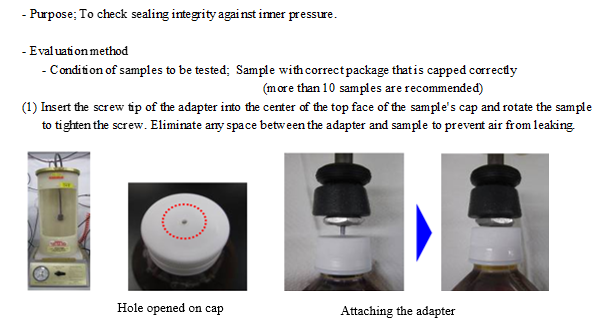 - Purpose; To check sealing integrity against inner pressure.
- Evaluation method
- Condition of samples to be tested; Sample with correct package that is capped correctly
(more than 10 samples are recommended)
(1) Insert the screw tip of the adapter into the center of the top face of the sample's cap and rotate the sample
to tighten the screw. Eliminate any space between the adapter and sample to prevent air from leaking.
Hole opened on cap
Attaching the adapter